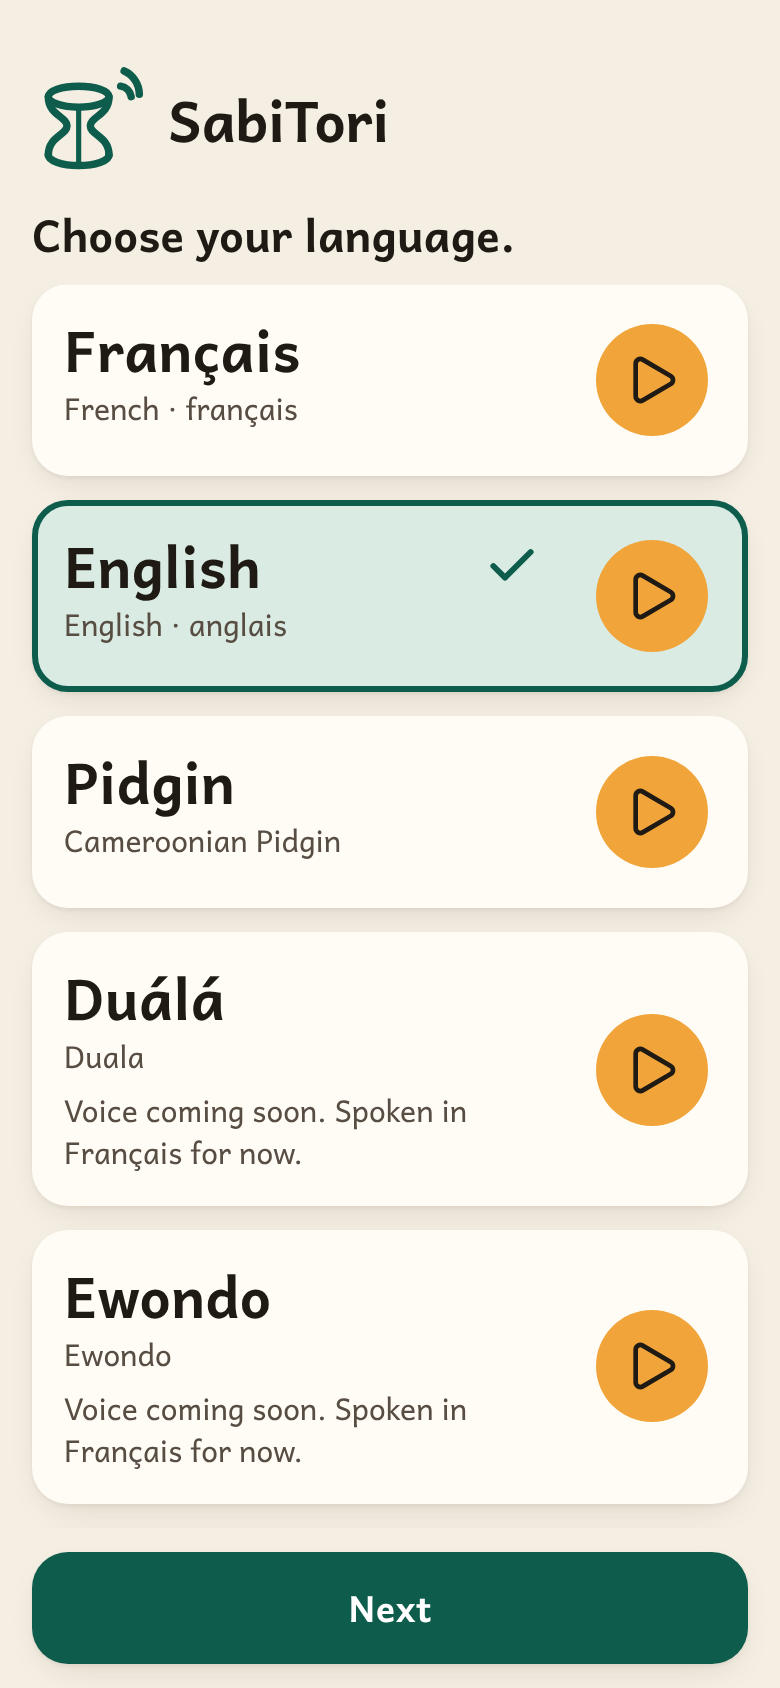 SabiTori
Choose your language.
Français
French · français
English
English · anglais
Pidgin
Cameroonian Pidgin
Duálá
Duala
Voice coming soon. Spoken in
Français for now.
Ewondo
Ewondo
Voice coming soon. Spoken in
Français for now.
Next